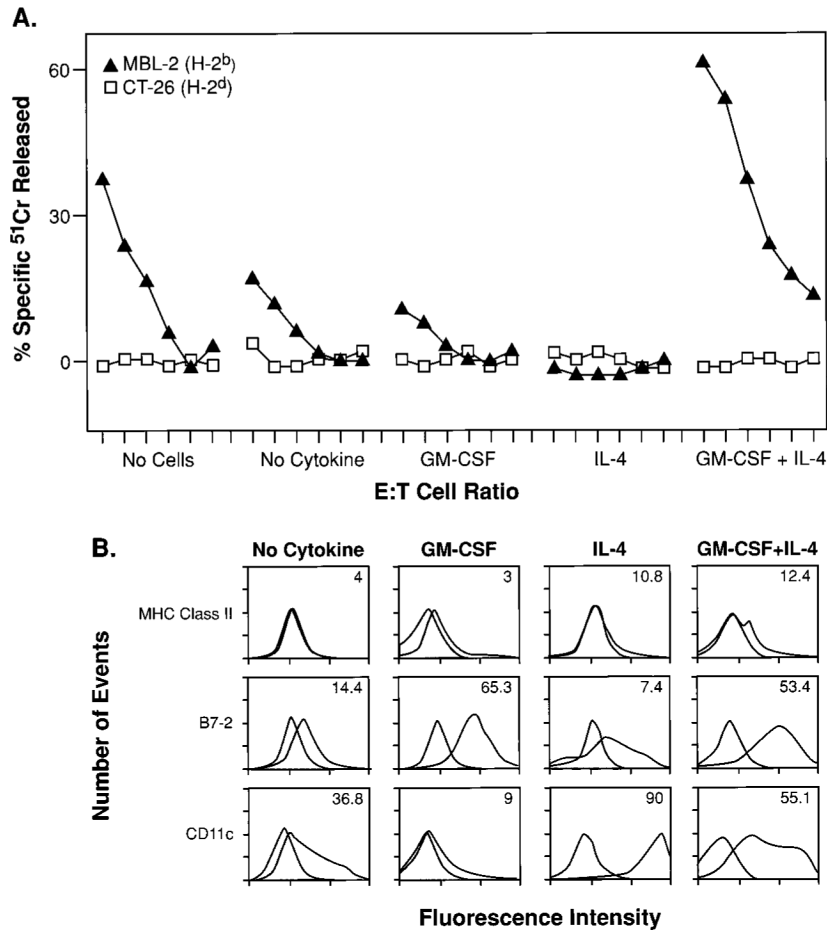 A.
% Specific ⁵¹Cr Released
60
30
0
▲ MBL-2 (H-2ᵇ)
□ CT-26 (H-2ᵈ)
No Cells No Cytokine GM-CSF IL-4 GM-CSF + IL-4
E:T Cell Ratio
B.
No Cytokine GM-CSF IL-4 GM-CSF+IL-4
Number of Events
MHC Class II 4 3 10.8 12.4
B7-2 14.4 65.3 7.4 53.4
CD11c 36.8 9 90 55.1
Fluorescence Intensity